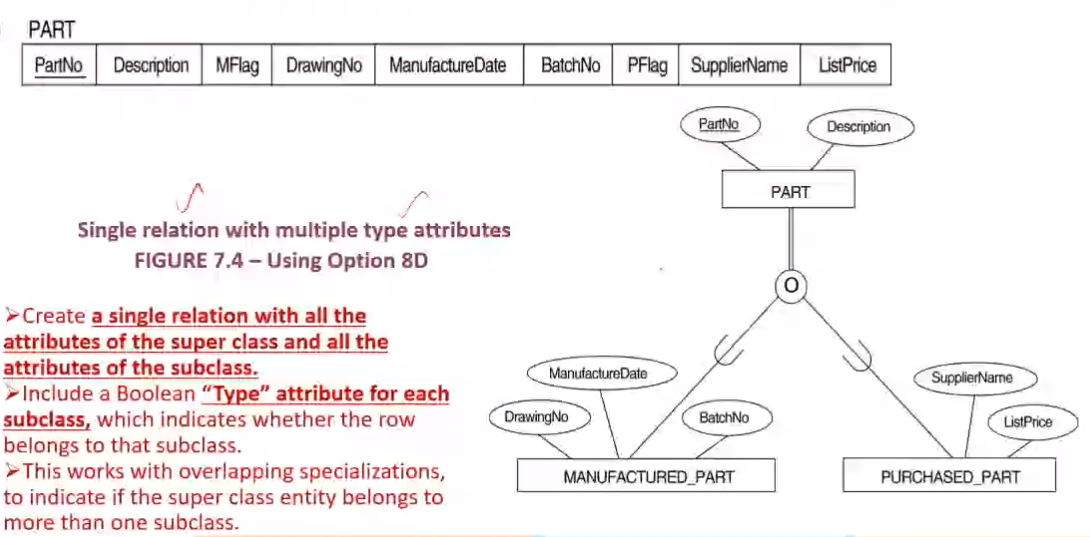 PART
PartNo Description MFlag DrawingNo ManufactureDate BatchNo PFlag SupplierName ListPrice
PartNo
Description
PART
Single relation with multiple type attributes
FIGURE 7.4 – Using Option 8D
O
➢Create a single relation with all the
attributes of the super class and all the
attributes of the subclass.
➢Include a Boolean “Type” attribute for each
subclass, which indicates whether the row
belongs to that subclass.
➢This works with overlapping specializations,
to indicate if the super class entity belongs to
more than one subclass.
ManufactureDate
DrawingNo
BatchNo
MANUFACTURED_PART
SupplierName
ListPrice
PURCHASED_PART